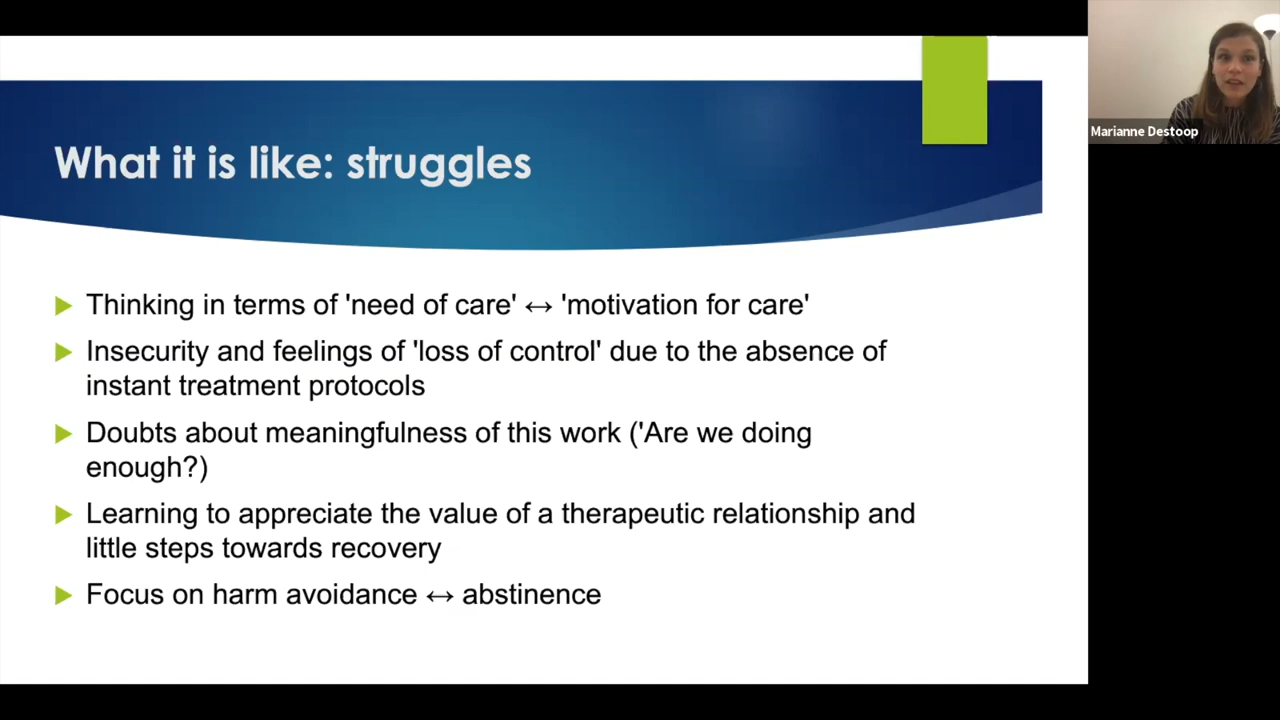 What it is like: struggles
Thinking in terms of 'need of care' ↔ 'motivation for care'
Insecurity and feelings of 'loss of control' due to the absence of
instant treatment protocols
Doubts about meaningfulness of this work ('Are we doing
enough?)
Learning to appreciate the value of a therapeutic relationship and
little steps towards recovery
Focus on harm avoidance ↔ abstinence
Marianne Destoop